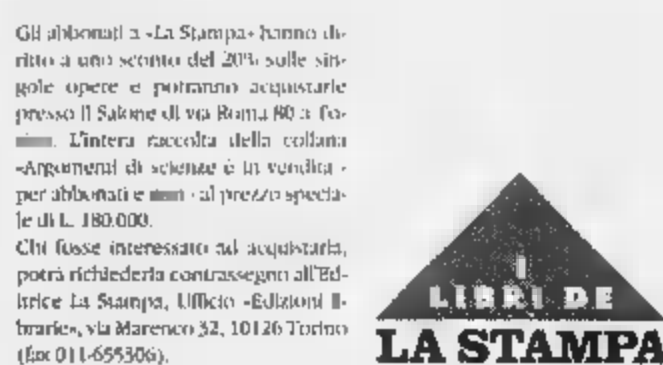 Gli abbonati a «La Stampa» hanno di-
ritto a uno sconto del 20% sulle sin-
gole opere e potranno acquistarle
presso il Salone di via Roma 80 a To-
. L'intera raccolta della collana
«Argomenti di scienze è in vendita -
per abbonati e - al prezzo specia-
le di L. 180.000.
Chi fosse interessato ad acquistarla,
potrà richiederla contrassegno all'Ed-
itrice La Stampa, Ufficio «Edizioni li-
brarie», via Marenco 32, 10126 Torino
(fax 011-655306).
I
LIBRI DE
LA STAMPA